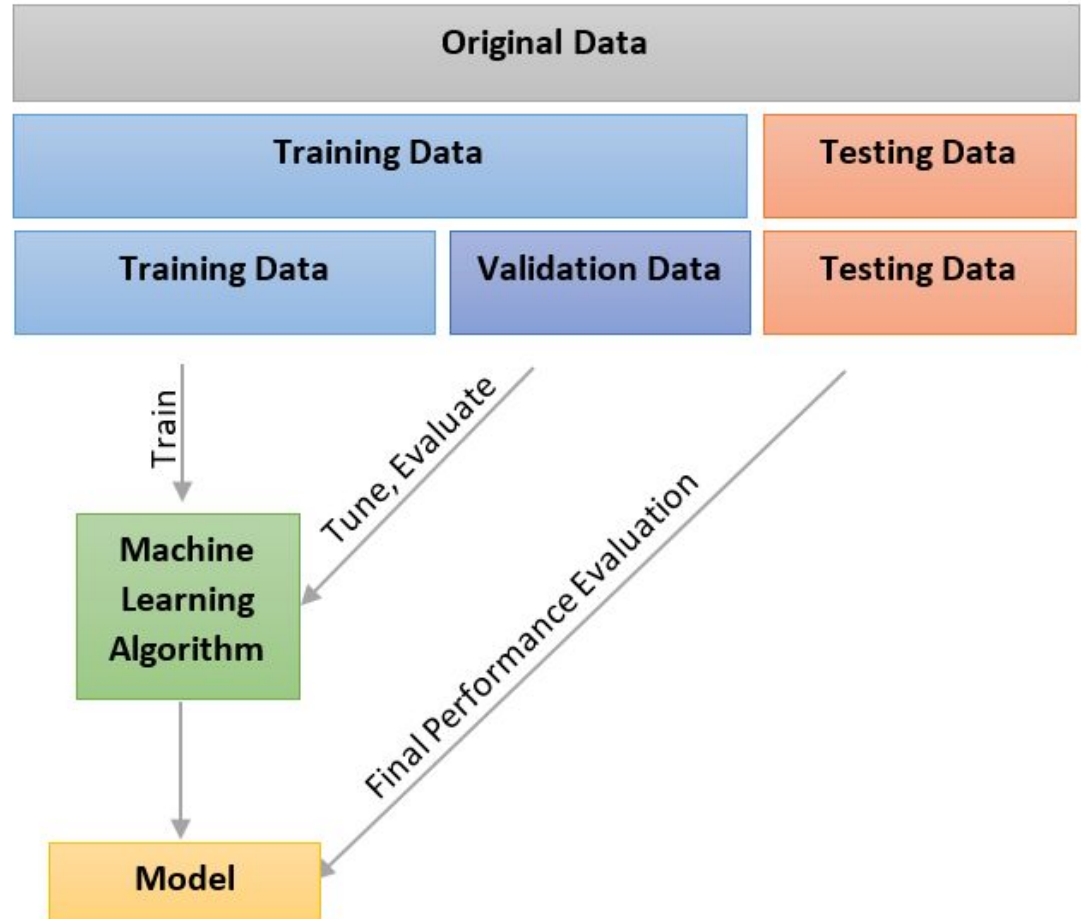 Original Data
Training Data
Testing Data
Training Data
Validation Data
Testing Data
Train
Tune, Evaluate
Final Performance Evaluation
Machine
Learning
Algorithm
Model